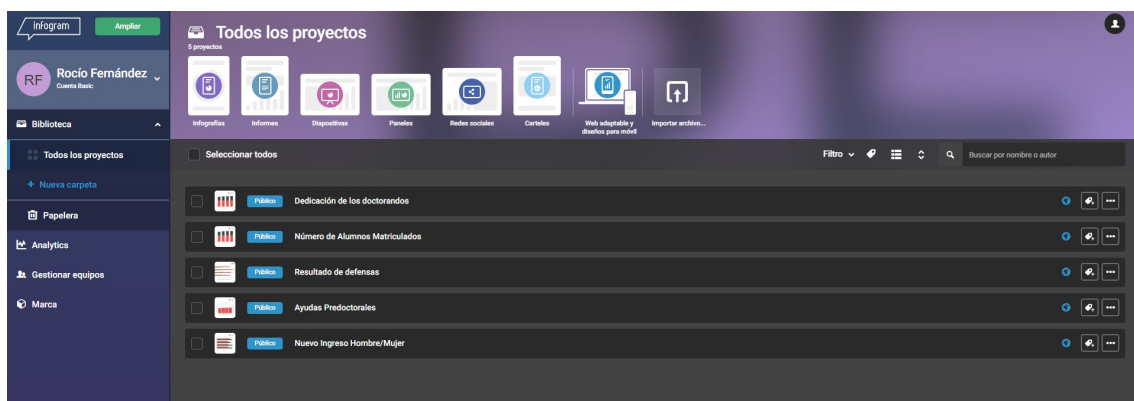 infogram
Ampliar
RF
Rocío Fernández
Cuenta Basic
Biblioteca
Todos los proyectos
+ Nueva carpeta
Papelera
Analytics
Gestionar equipos
Marca
Todos los proyectos
5 proyectos
Infografías
Informes
Diapositivas
Paneles
Redes sociales
Carteles
Web adaptable y
diseños para móvil
Importar archivo...
Seleccionar todos
Filtro
Buscar por nombre o autor
Público Dedicación de los doctorandos
Público Número de Alumnos Matriculados
Público Resultado de defensas
Público Ayudas Predoctorales
Público Nuevo Ingreso Hombre/Mujer